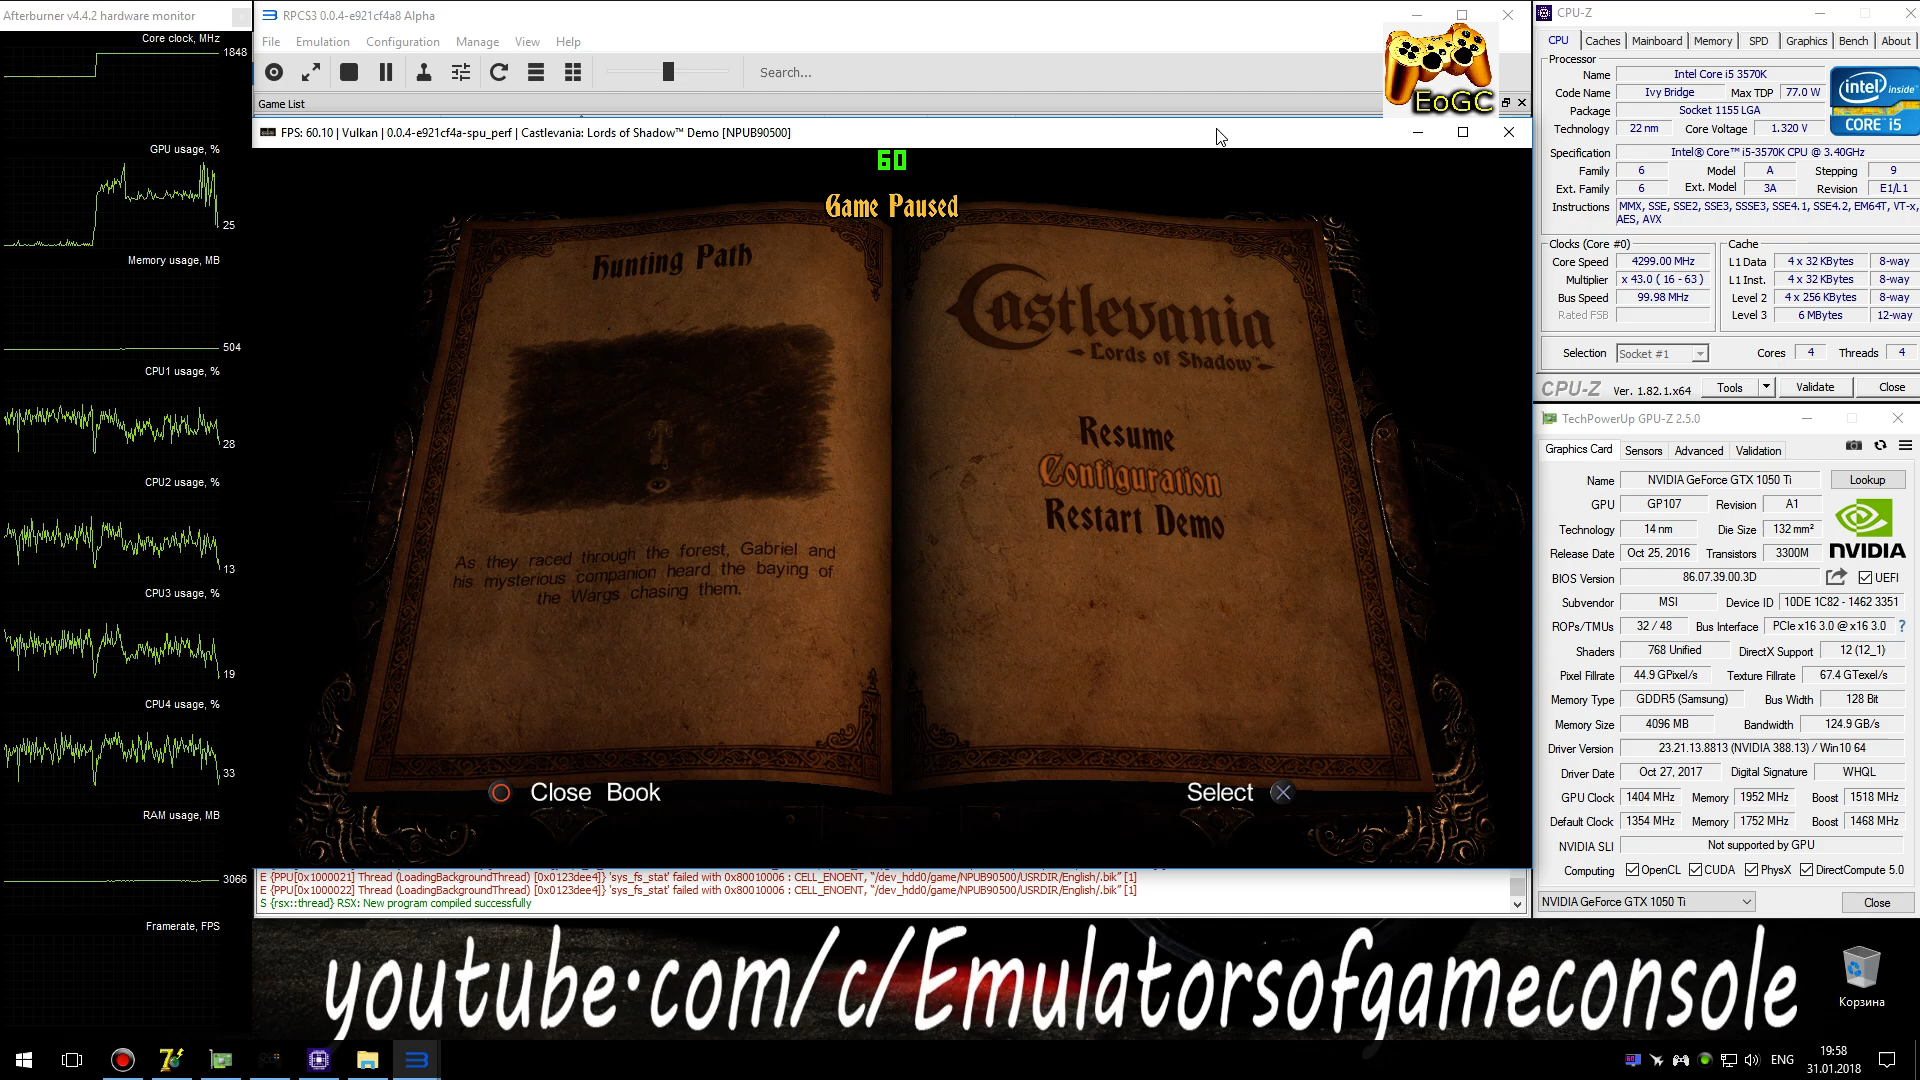 Afterburner v4.4.2 hardware monitor
Core clock, MHz
1848
GPU usage, %
25
Memory usage, MB
504
CPU1 usage, %
28
CPU2 usage, %
13
CPU3 usage, %
19
CPU4 usage, %
33
RAM usage, MB
3066
Framerate, FPS
RPCS3 0.0.4-e921cf4a8 Alpha
File Emulation Configuration Manage View Help
Search...
EoGC
Game List
FPS: 60.10 | Vulkan | 0.0.4-e921cf4a-spu_perf | Castlevania: Lords of Shadow™ Demo [NPUB90500]
60
Game Paused
Hunting Path
As they raced through the forest, Gabriel and
his mysterious companion heard the baying of
the Wargs chasing them.
Castlevania
Lords of Shadow™
Resume
Configuration
Restart Demo
Close Book
Select
E {PPU[0x1000021] Thread (LoadingBackgroundThread) [0x0123dee4]} 'sys_fs_stat' failed with 0x80010006 : CELL_ENOENT, “/dev_hdd0/game/NPUB90500/USRDIR/English/.bik” [1]
E {PPU[0x1000022] Thread (LoadingBackgroundThread) [0x0123dee4]} 'sys_fs_stat' failed with 0x80010006 : CELL_ENOENT, “/dev_hdd0/game/NPUB90500/USRDIR/English/.bik” [1]
S {rsx::thread} RSX: New program compiled successfully
CPU-Z
CPU Caches Mainboard Memory SPD Graphics Bench About
Processor
Name Intel Core i5 3570K
Code Name Ivy Bridge Max TDP 77.0 W
Package Socket 1155 LGA
Technology 22 nm Core Voltage 1.320 V
intel inside™
CORE i5
Specification Intel® Core™ i5-3570K CPU @ 3.40GHz
Family 6 Model A Stepping 9
Ext. Family 6 Ext. Model 3A Revision E1/L1
Instructions MMX, SSE, SSE2, SSE3, SSSE3, SSE4.1, SSE4.2, EM64T, VT-x,
AES, AVX
Clocks (Core #0) Cache
Core Speed 4299.00 MHz L1 Data 4 x 32 KBytes 8-way
Multiplier x 43.0 ( 16 - 63 ) L1 Inst. 4 x 32 KBytes 8-way
Bus Speed 99.98 MHz Level 2 4 x 256 KBytes 8-way
Rated FSB Level 3 6 MBytes 12-way
Selection Socket #1 Cores 4 Threads 4
CPU-Z Ver. 1.82.1.x64 Tools Validate Close
TechPowerUp GPU-Z 2.5.0
Graphics Card Sensors Advanced Validation
Name NVIDIA GeForce GTX 1050 Ti Lookup
GPU GP107 Revision A1
Technology 14 nm Die Size 132 mm²
Release Date Oct 25, 2016 Transistors 3300M
NVIDIA
BIOS Version 86.07.39.00.3D UEFI
Subvendor MSI Device ID 10DE 1C82 - 1462 3351
ROPs/TMUs 32 / 48 Bus Interface PCIe x16 3.0 @ x16 3.0 ?
Shaders 768 Unified DirectX Support 12 (12_1)
Pixel Fillrate 44.9 GPixel/s Texture Fillrate 67.4 GTexel/s
Memory Type GDDR5 (Samsung) Bus Width 128 Bit
Memory Size 4096 MB Bandwidth 124.9 GB/s
Driver Version 23.21.13.8813 (NVIDIA 388.13) / Win10 64
Driver Date Oct 27, 2017 Digital Signature WHQL
GPU Clock 1404 MHz Memory 1952 MHz Boost 1518 MHz
Default Clock 1354 MHz Memory 1752 MHz Boost 1468 MHz
NVIDIA SLI Not supported by GPU
Computing OpenCL CUDA PhysX DirectCompute 5.0
NVIDIA GeForce GTX 1050 Ti Close
youtube.com/c/Emulatorsofgameconsole
Корзина
ENG
19:58
31.01.2018